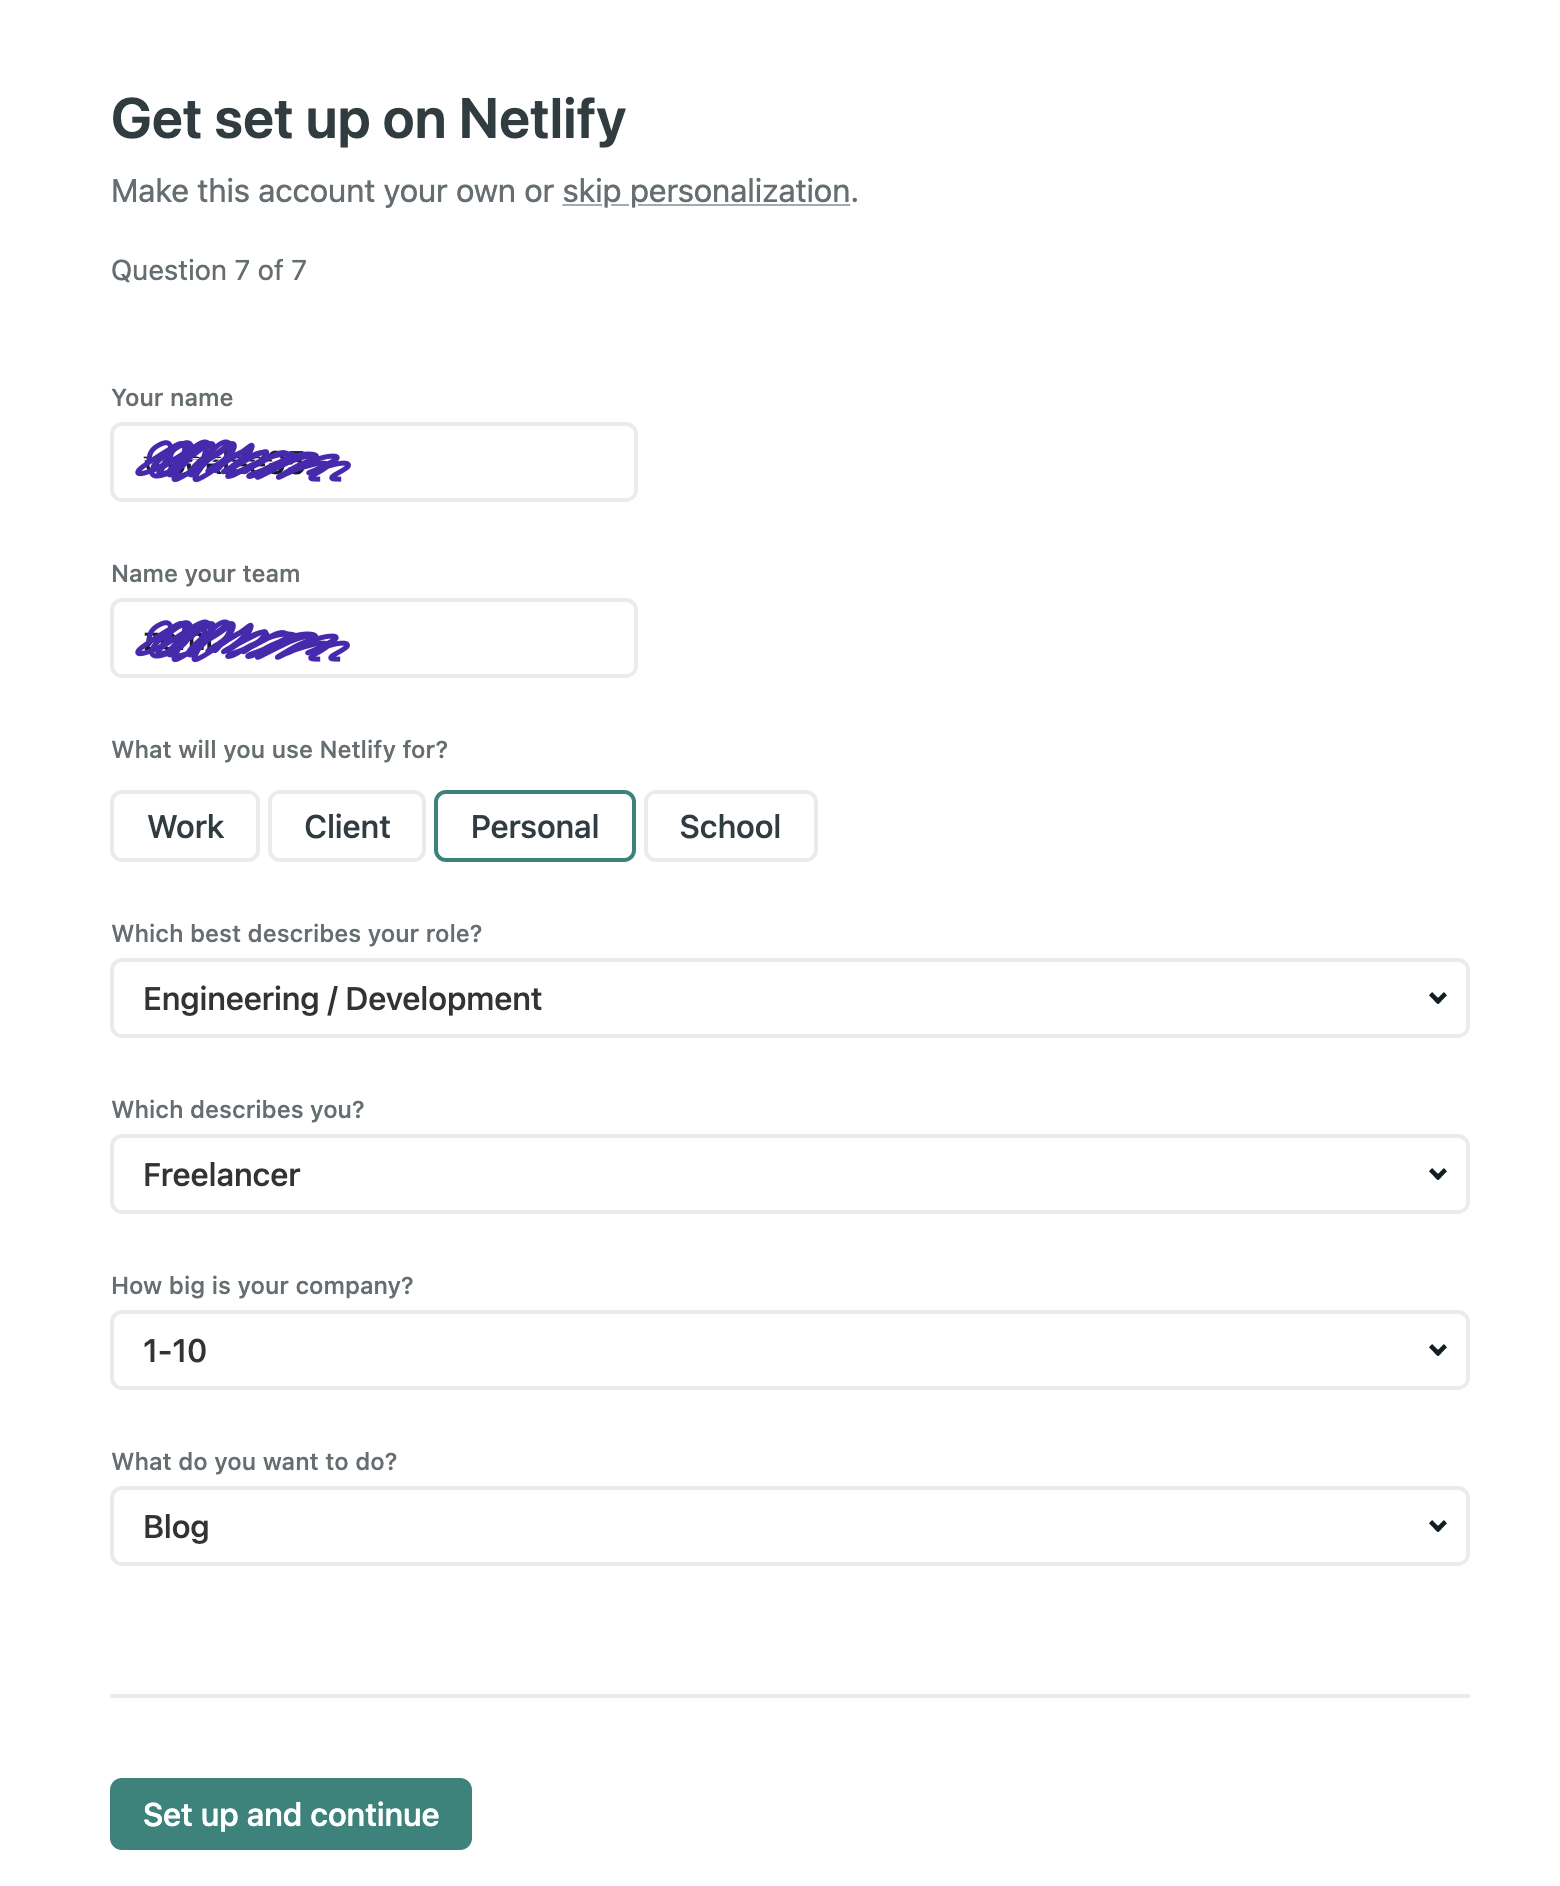 Get set up on Netlify
Make this account your own or skip personalization.
Question 7 of 7
Your name
Name your team
What will you use Netlify for?
Work Client Personal School
Which best describes your role?
Engineering / Development
Which describes you?
Freelancer
How big is your company?
1-10
What do you want to do?
Blog
Set up and continue